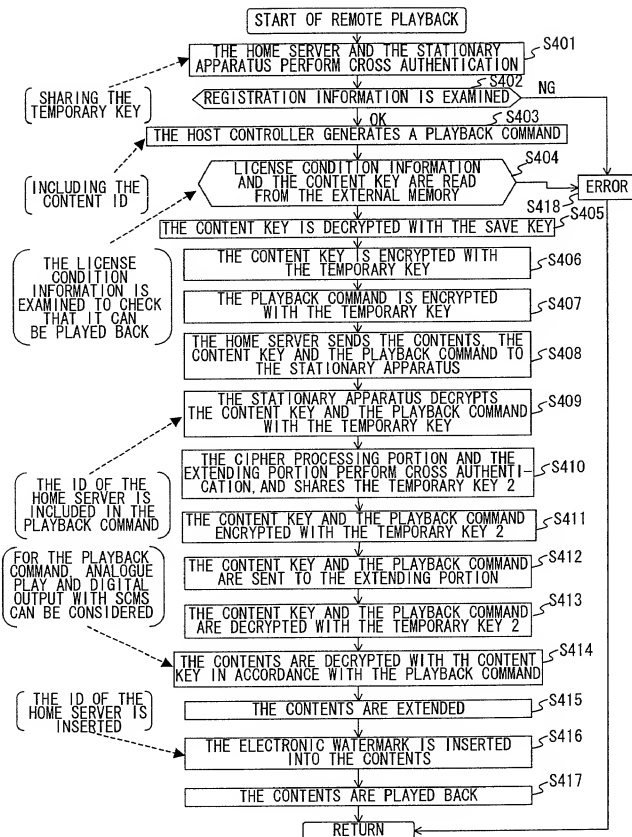 START OF REMOTE PLAYBACK
THE HOME SERVER AND THE STATIONARY
APPARATUS PERFORM CROSS AUTHENTICATION
S401
SHARING THE
TEMPORARY KEY
REGISTRATION INFORMATION IS EXAMINED
S402
NG
OK
THE HOST CONTROLLER GENERATES A PLAYBACK COMMAND
S403
INCLUDING THE
CONTENT ID
LICENSE CONDITION INFORMATION
AND THE CONTENT KEY ARE READ
FROM THE EXTERNAL MEMORY
S404
ERROR
S418
THE LICENSE
CONDITION
INFORMATION IS
EXAMINED TO CHECK
THAT IT CAN
BE PLAYED BACK
THE CONTENT KEY IS DECRYPTED WITH THE SAVE KEY
S405
THE CONTENT KEY IS ENCRYPTED WITH
THE TEMPORARY KEY
S406
THE PLAYBACK COMMAND IS ENCRYPTED
WITH THE TEMPORARY KEY
S407
THE HOME SERVER SENDS THE CONTENTS, THE
CONTENT KEY AND THE PLAYBACK COMMAND TO
THE STATIONARY APPARATUS
S408
THE STATIONARY APPARATUS DECRYPTS
THE CONTENT KEY AND THE PLAYBACK COMMAND
WITH THE TEMPORARY KEY
S409
THE ID OF THE
HOME SERVER IS
INCLUDED IN THE
PLAYBACK COMMAND
THE CIPHER PROCESSING PORTION AND THE
EXTENDING PORTION PERFORM CROSS AUTHENTI-
CATION, AND SHARES THE TEMPORARY KEY 2
S410
THE CONTENT KEY AND THE PLAYBACK COMMAND
ENCRYPTED WITH THE TEMPORARY KEY 2
S411
THE CONTENT KEY AND THE PLAYBACK COMMAND
ARE SENT TO THE EXTENDING PORTION
S412
FOR THE PLAYBACK
COMMAND, ANALOGUE
PLAY AND DIGITAL
OUTPUT WITH SCMS
CAN BE CONSIDERED
THE CONTENT KEY AND THE PLAYBACK COMMAND
ARE DECRYPTED WITH THE TEMPORARY KEY 2
S413
THE CONTENTS ARE DECRYPTED WITH TH CONTENT
KEY IN ACCORDANCE WITH THE PLAYBACK COMMAND
S414
THE ID OF THE
HOME SERVER IS
INSERTED
THE CONTENTS ARE EXTENDED
S415
THE ELECTRONIC WATERMARK IS INSERTED
INTO THE CONTENTS
S416
THE CONTENTS ARE PLAYED BACK
S417
RETURN